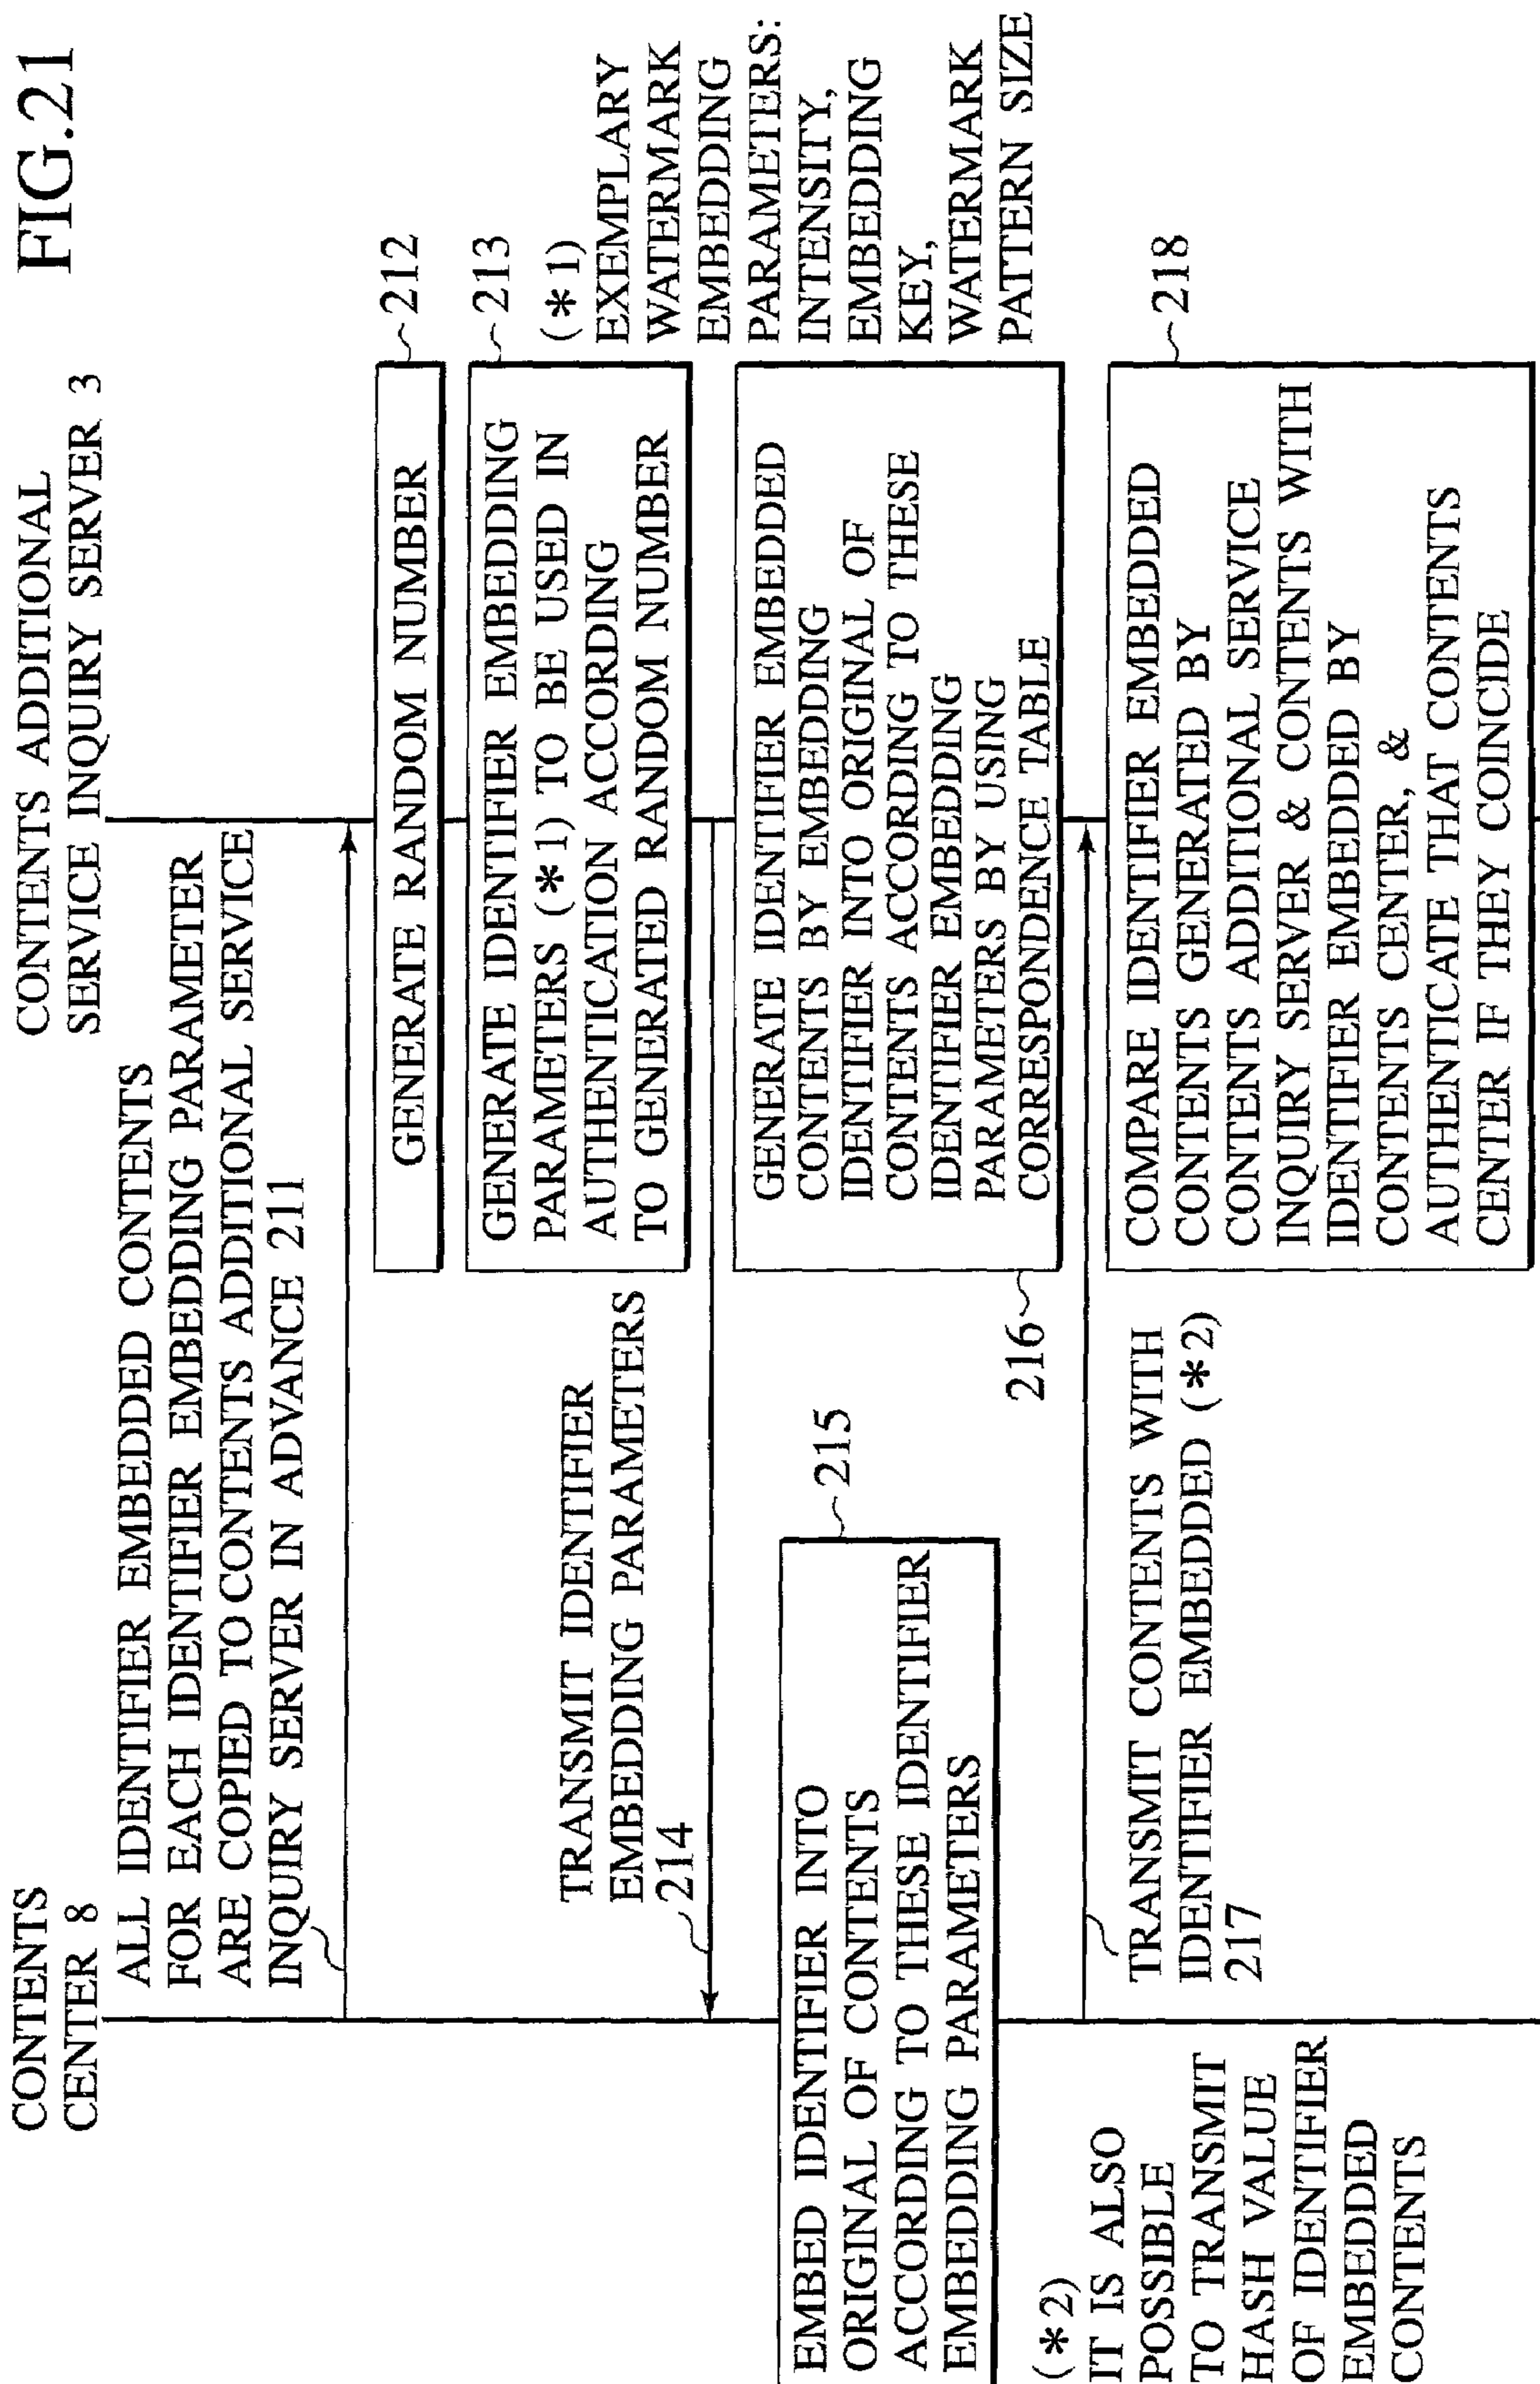 FIG.21
CONTENTS
CENTER 8
CONTENTS ADDITIONAL
SERVICE INQUIRY SERVER 3
ALL IDENTIFIER EMBEDDED CONTENTS
FOR EACH IDENTIFIER EMBEDDING PARAMETER
ARE COPIED TO CONTENTS ADDITIONAL SERVICE
INQUIRY SERVER IN ADVANCE 211
GENERATE RANDOM NUMBER
212
GENERATE IDENTIFIER EMBEDDING
PARAMETERS (*1) TO BE USED IN
AUTHENTICATION ACCORDING
TO GENERATED RANDOM NUMBER
213
(*1)
EXEMPLARY
WATERMARK
EMBEDDING
PARAMETERS:
INTENSITY,
EMBEDDING
KEY,
WATERMARK
PATTERN SIZE
TRANSMIT IDENTIFIER
EMBEDDING PARAMETERS
214
EMBED IDENTIFIER INTO
ORIGINAL OF CONTENTS
ACCORDING TO THESE IDENTIFIER
EMBEDDING PARAMETERS
215
GENERATE IDENTIFIER EMBEDDED
CONTENTS BY EMBEDDING
IDENTIFIER INTO ORIGINAL OF
CONTENTS ACCORDING TO THESE
IDENTIFIER EMBEDDING
PARAMETERS BY USING
CORRESPONDENCE TABLE
216
TRANSMIT CONTENTS WITH
IDENTIFIER EMBEDDED (*2)
217
(*2)
IT IS ALSO
POSSIBLE
TO TRANSMIT
HASH VALUE
OF IDENTIFIER
EMBEDDED
CONTENTS
COMPARE IDENTIFIER EMBEDDED
CONTENTS GENERATED BY
CONTENTS ADDITIONAL SERVICE
INQUIRY SERVER & CONTENTS WITH
IDENTIFIER EMBEDDED BY
CONTENTS CENTER, &
AUTHENTICATE THAT CONTENTS
CENTER IF THEY COINCIDE
218